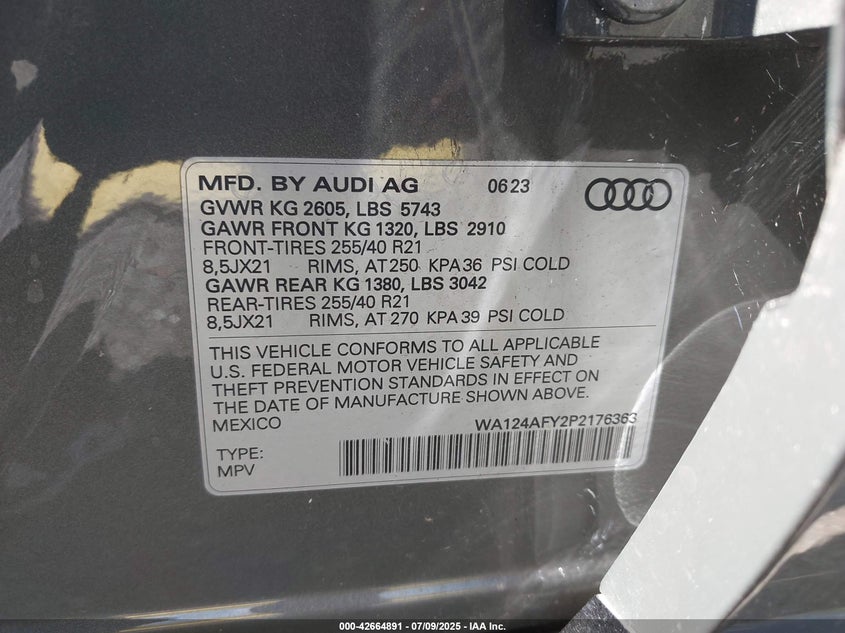 MFD. BY AUDI AG 06 23
GVWR KG 2605, LBS 5743
GAWR FRONT KG 1320, LBS 2910
FRONT-TIRES 255/40 R21
8,5JX21 RIMS, AT 250 KPA 36 PSI COLD
GAWR REAR KG 1380, LBS 3042
REAR-TIRES 255/40 R21
8,5JX21 RIMS, AT 270 KPA 39 PSI COLD
THIS VEHICLE CONFORMS TO ALL APPLICABLE
U.S. FEDERAL MOTOR VEHICLE SAFETY AND
THEFT PREVENTION STANDARDS IN EFFECT ON
THE DATE OF MANUFACTURE SHOWN ABOVE.
MEXICO WA124AFY2P2176363
TYPE:
MPV
000-42664891 - 07/09/2025 - IAA Inc.